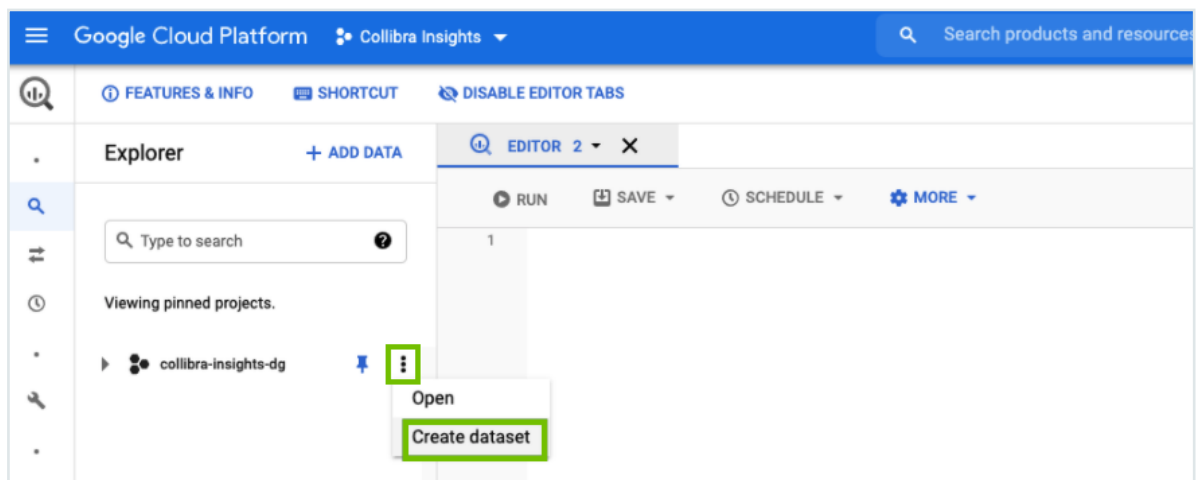 Google Cloud Platform Collibra Insights Search products and resources
FEATURES & INFO SHORTCUT DISABLE EDITOR TABS
Explorer + ADD DATA EDITOR 2
RUN SAVE SCHEDULE MORE
Type to search
1
Viewing pinned projects.
collibra-insights-dg
Open
Create dataset